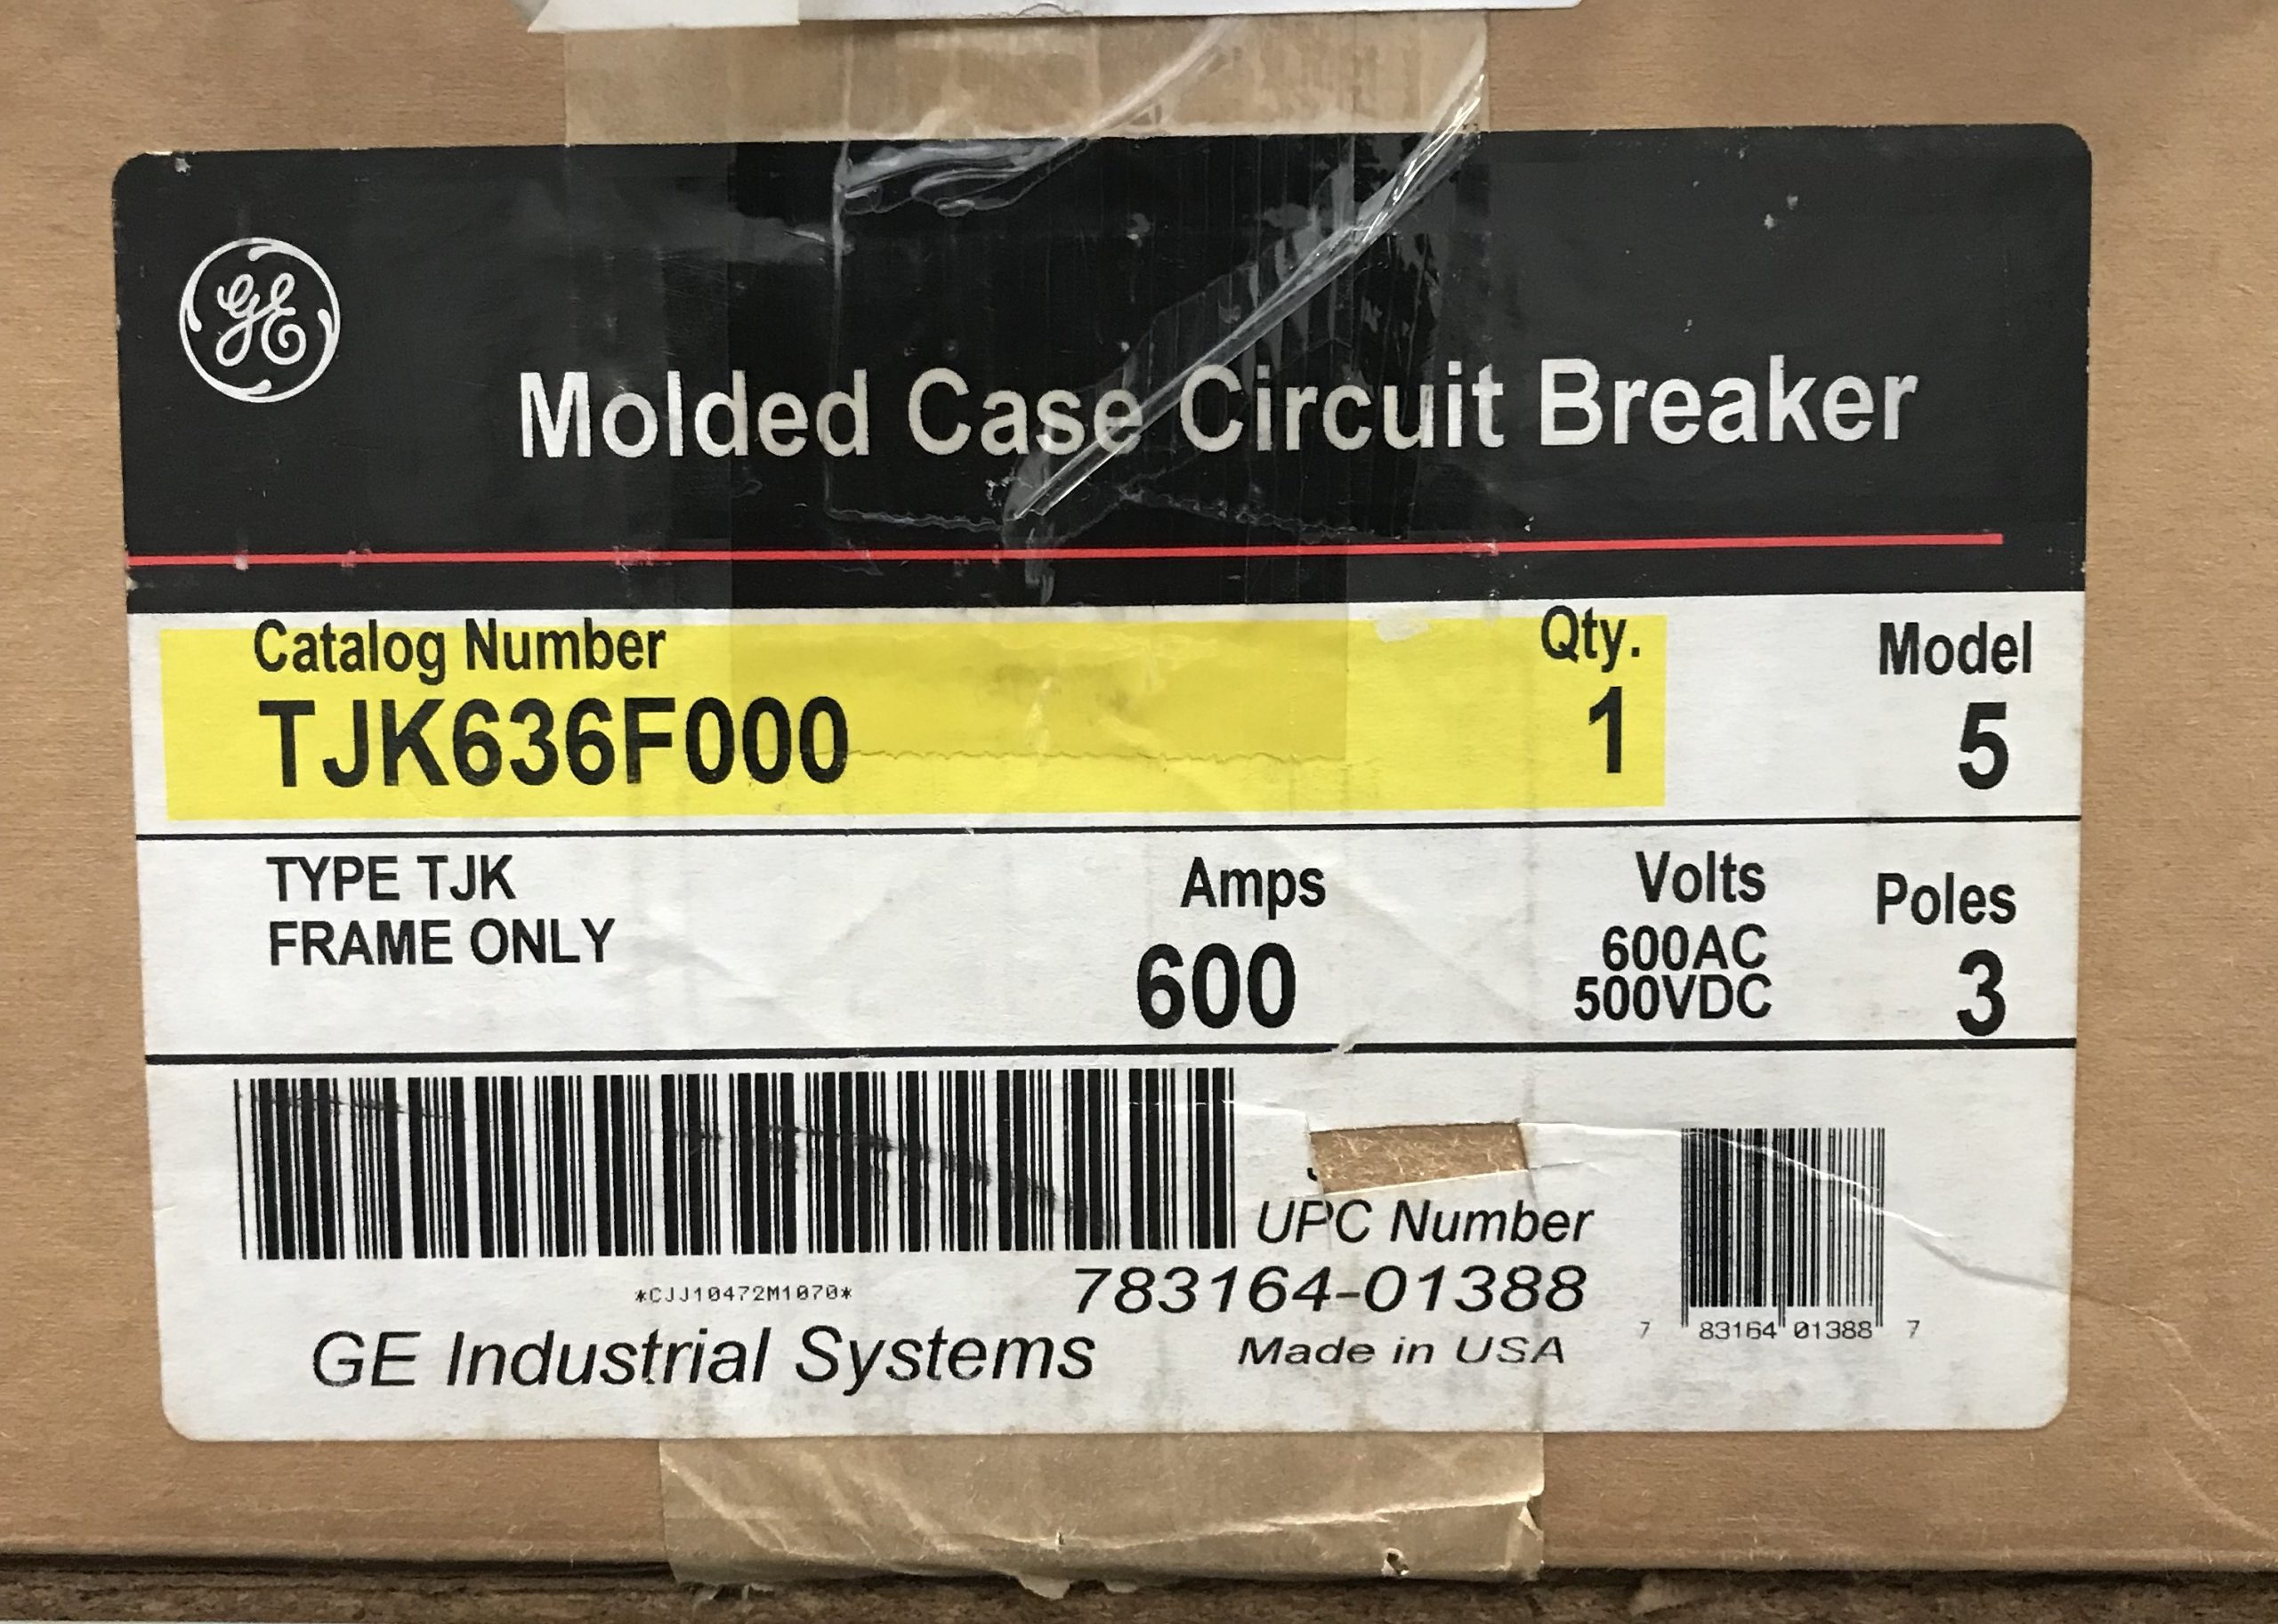 GE
Molded Case Circuit Breaker
Catalog Number Qty. Model
TJK636F000 1 5
TYPE TJK Amps Volts Poles
FRAME ONLY 600 600AC 3
500VDC
UPC Number
*CJJ10472M1070* 783164-01388
7 83164 01388 7
GE Industrial Systems Made in USA